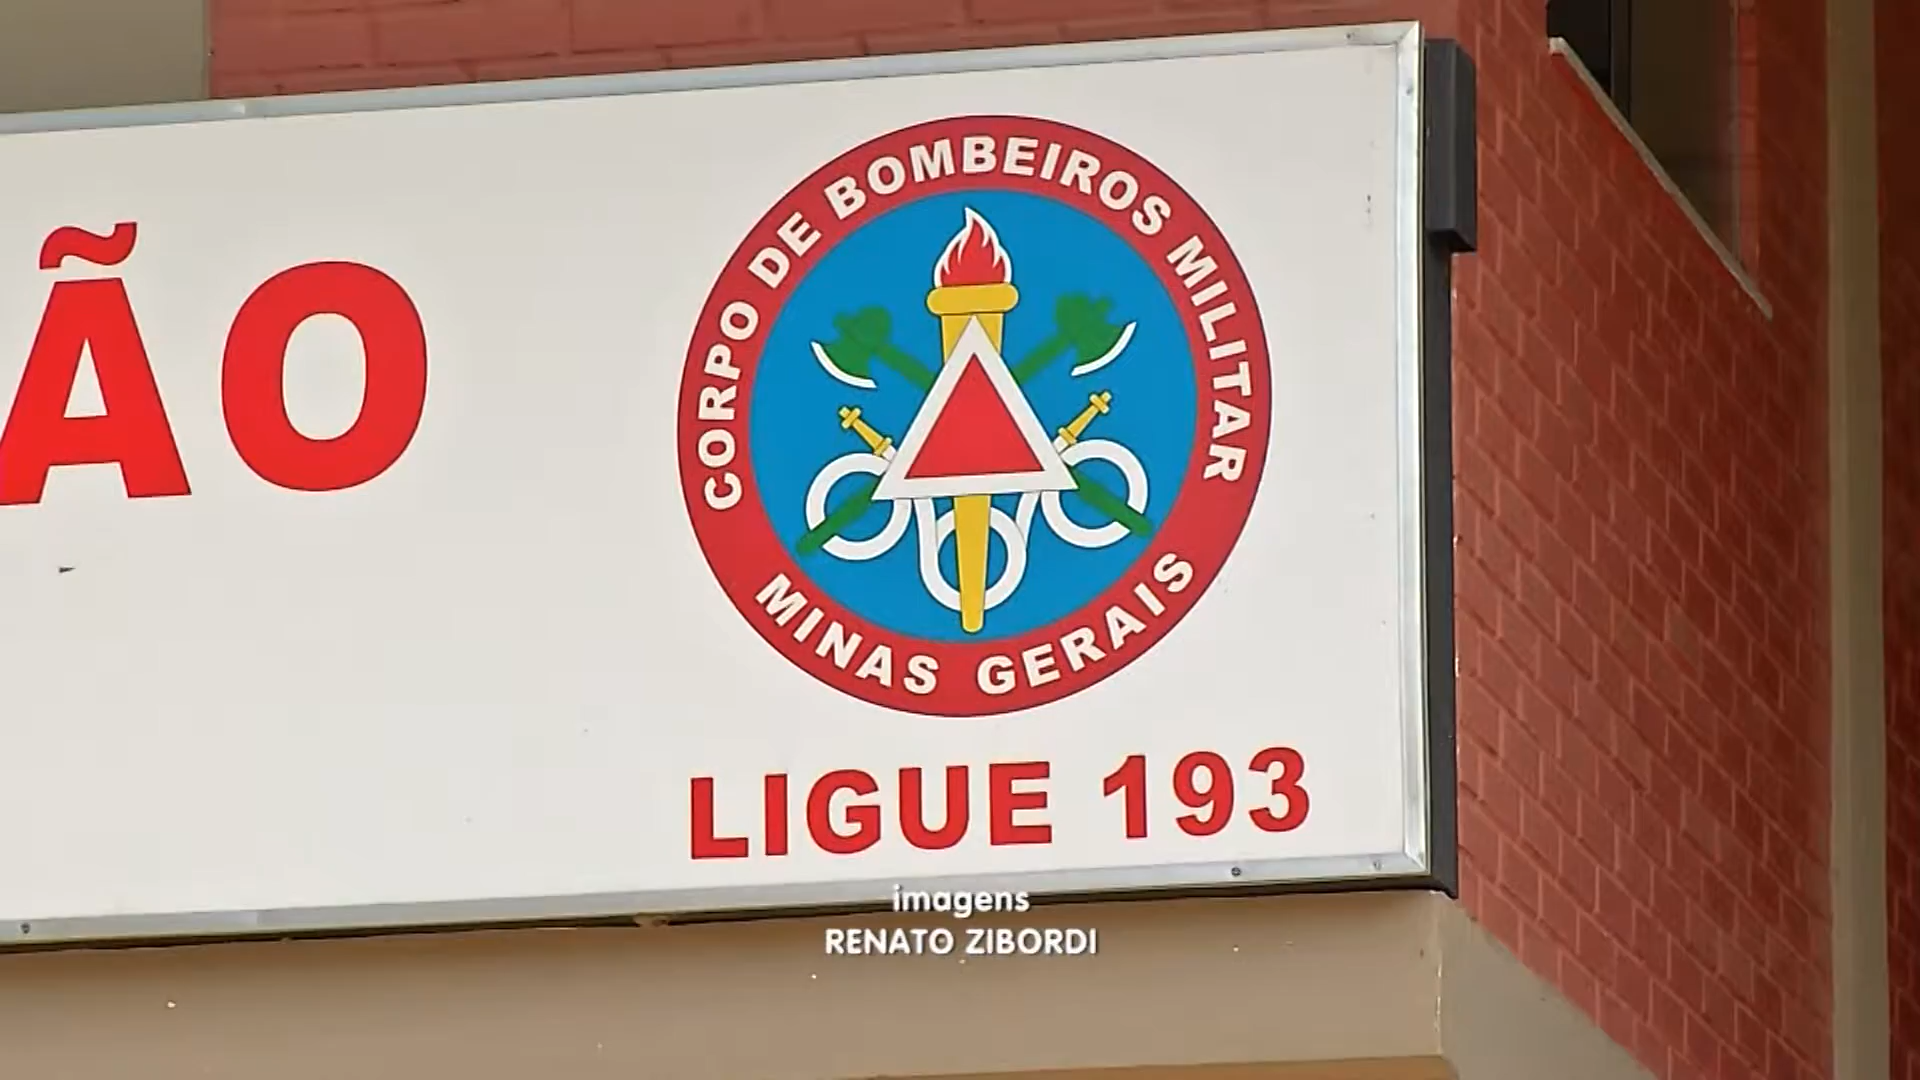 ÃO
CORPO DE BOMBEIROS MILITAR
MINAS GERAIS
LIGUE 193
imagens
RENATO ZIBORDI